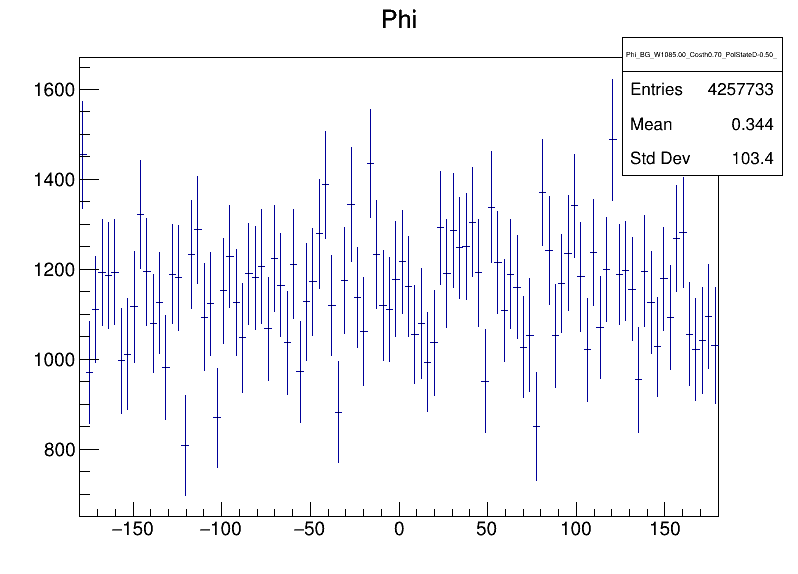 Phi
Phi_BG_W1085.00_Costh0.70_PolStateD-0.50_
Entries 4257733
Mean 0.344
Std Dev 103.4
1600
1400
1200
1000
800
−150 −100 −50 0 50 100 150